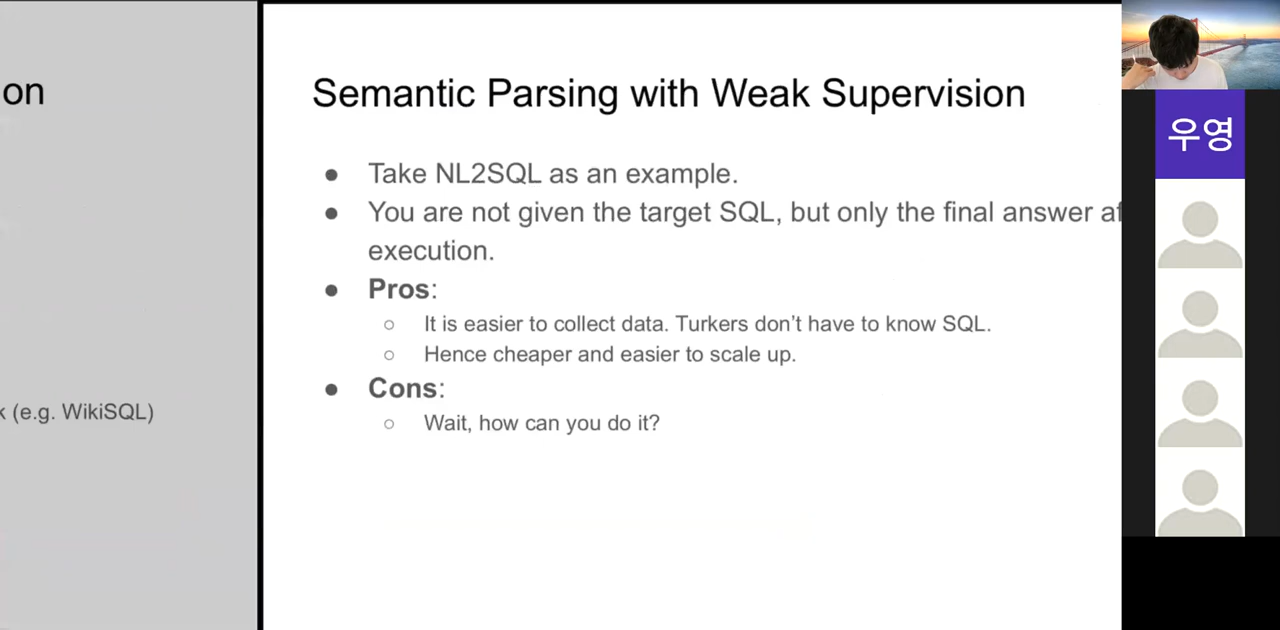 on
k (e.g. WikiSQL)
Semantic Parsing with Weak Supervision
● Take NL2SQL as an example.
● You are not given the target SQL, but only the final answer af
execution.
● Pros:
○ It is easier to collect data. Turkers don’t have to know SQL.
○ Hence cheaper and easier to scale up.
● Cons:
○ Wait, how can you do it?
우영